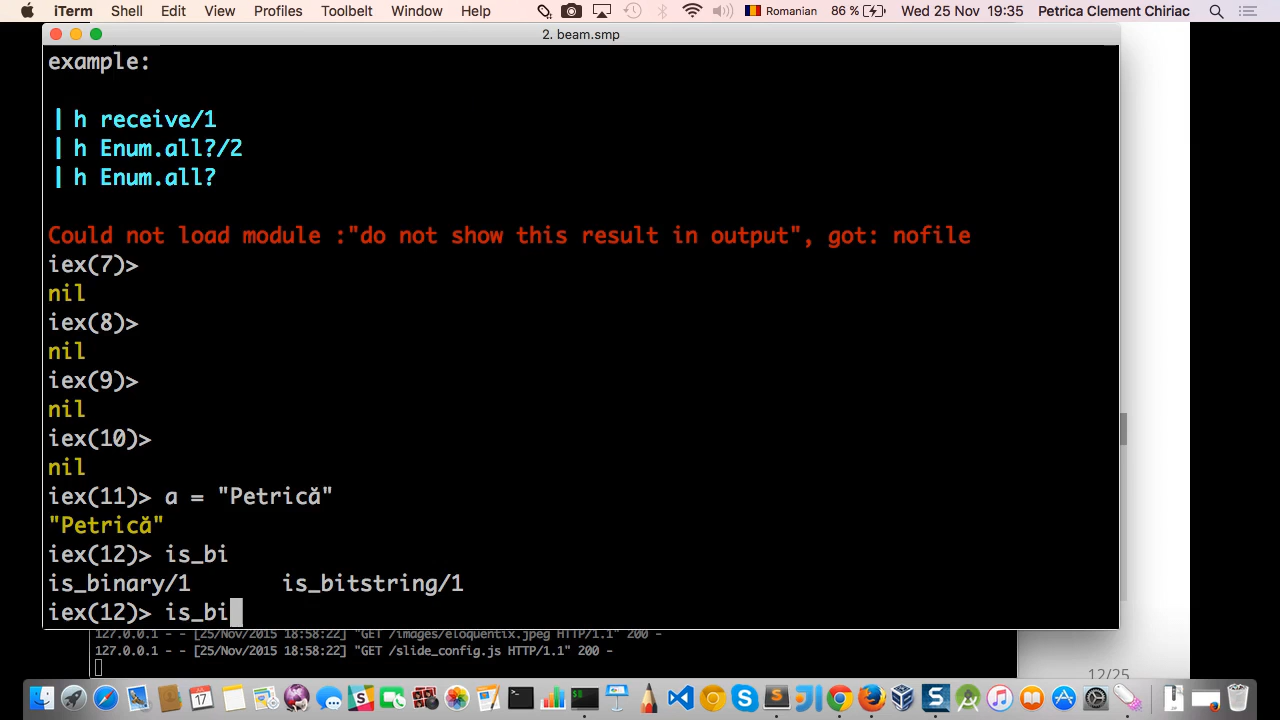 iTerm Shell Edit View Profiles Toolbelt Window Help Romanian 86 % Wed 25 Nov 19:35 Petrica Clement Chiriac
2. beam.smp
example:
| h receive/1
| h Enum.all?/2
| h Enum.all?
Could not load module :"do not show this result in output", got: nofile
iex(7)>
nil
iex(8)>
nil
iex(9)>
nil
iex(10)>
nil
iex(11)> a = "Petrică"
"Petrică"
iex(12)> is_bi
is_binary/1 is_bitstring/1
iex(12)> is_bi
127.0.0.1 - - [25/Nov/2015 18:58:22] "GET /images/eloquentix.jpeg HTTP/1.1" 200 -
127.0.0.1 - - [25/Nov/2015 18:58:22] "GET /slide_config.js HTTP/1.1" 200 -
12/25
17